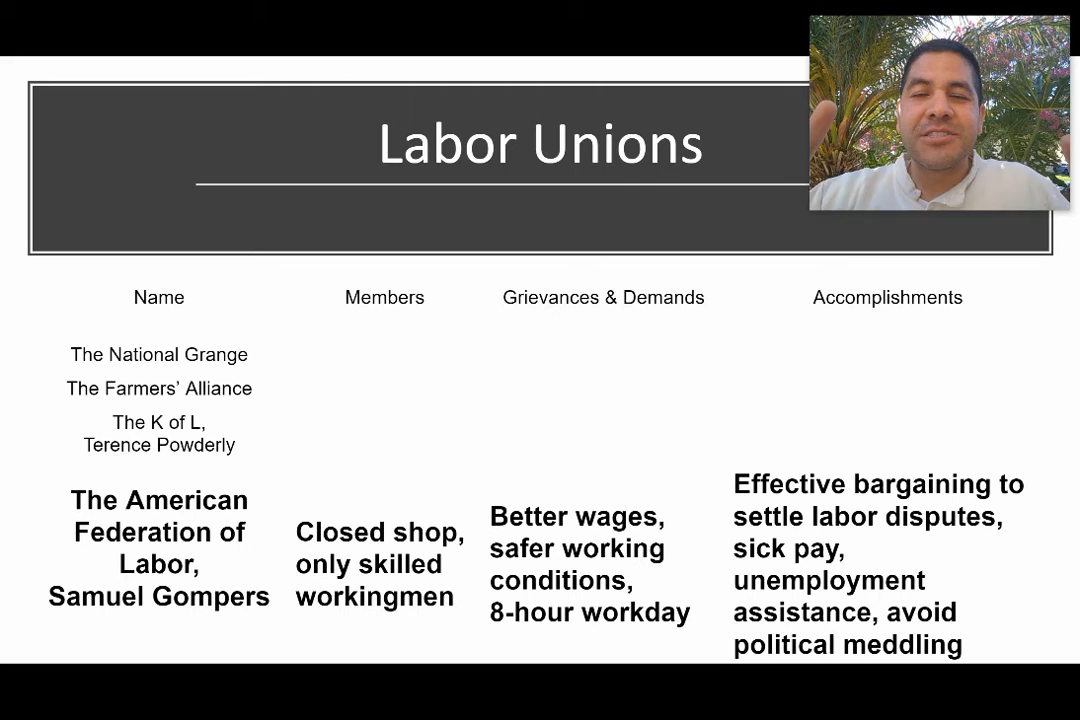 Labor Unions
Name
Members
Grievances & Demands
Accomplishments
The National Grange
The Farmers’ Alliance
The K of L,
Terence Powderly
The American
Federation of
Labor,
Samuel Gompers
Closed shop,
only skilled
workingmen
Better wages,
safer working
conditions,
8-hour workday
Effective bargaining to
settle labor disputes,
sick pay,
unemployment
assistance, avoid
political meddling